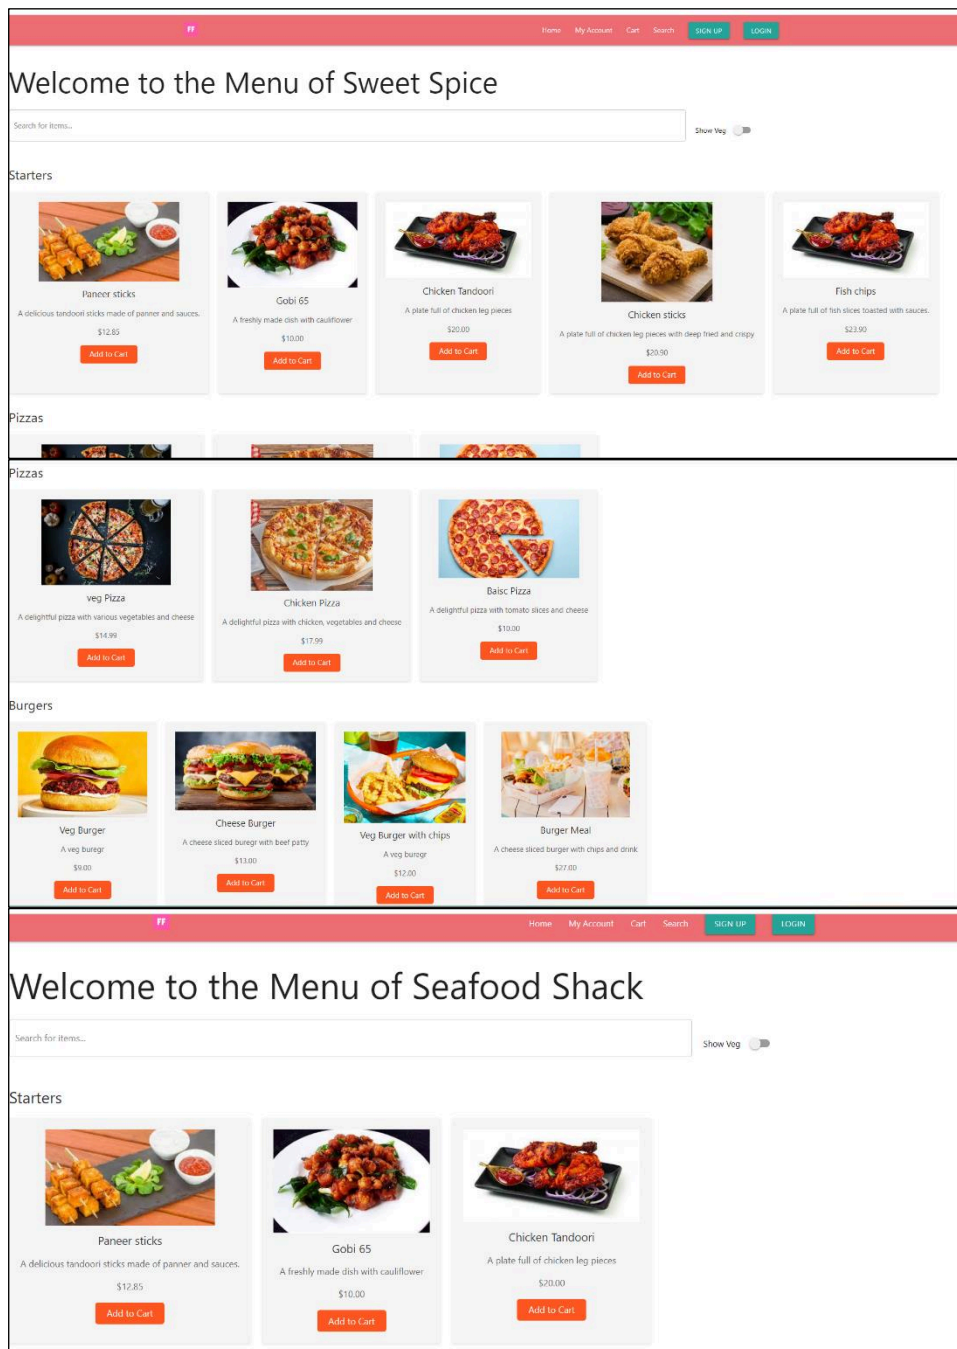 FF Home My Account Cart Search SIGN UP LOGIN
Welcome to the Menu of Sweet Spice
Search for items...
Show Veg
Starters
Paneer sticks
A delicious tandoori sticks made of panner and sauces.
$12.85
Add to Cart
Gobi 65
A freshly made dish with cauliflower
$10.00
Add to Cart
Chicken Tandoori
A plate full of chicken leg pieces
$20.00
Add to Cart
Chicken sticks
A plate full of chicken leg pieces with deep fried and crispy
$20.90
Add to Cart
Fish chips
A plate full of fish slices toasted with sauces.
$23.90
Add to Cart
Pizzas
Pizzas
veg Pizza
A delightful pizza with various vegetables and cheese
$14.99
Add to Cart
Chicken Pizza
A delightful pizza with chicken, vegetables and cheese
$17.99
Add to Cart
Baisc Pizza
A delightful pizza with tomato slices and cheese
$10.00
Add to Cart
Burgers
Veg Burger
A veg buregr
$9.00
Add to Cart
Cheese Burger
A cheese sliced buregr with beef patty
$13.00
Add to Cart
Veg Burger with chips
A veg buregr
$12.00
Add to Cart
Burger Meal
A cheese sliced burger with chips and drink
$27.00
Add to Cart
FF Home My Account Cart Search SIGN UP LOGIN
Welcome to the Menu of Seafood Shack
Search for items...
Show Veg
Starters
Paneer sticks
A delicious tandoori sticks made of panner and sauces.
$12.85
Add to Cart
Gobi 65
A freshly made dish with cauliflower
$10.00
Add to Cart
Chicken Tandoori
A plate full of chicken leg pieces
$20.00
Add to Cart